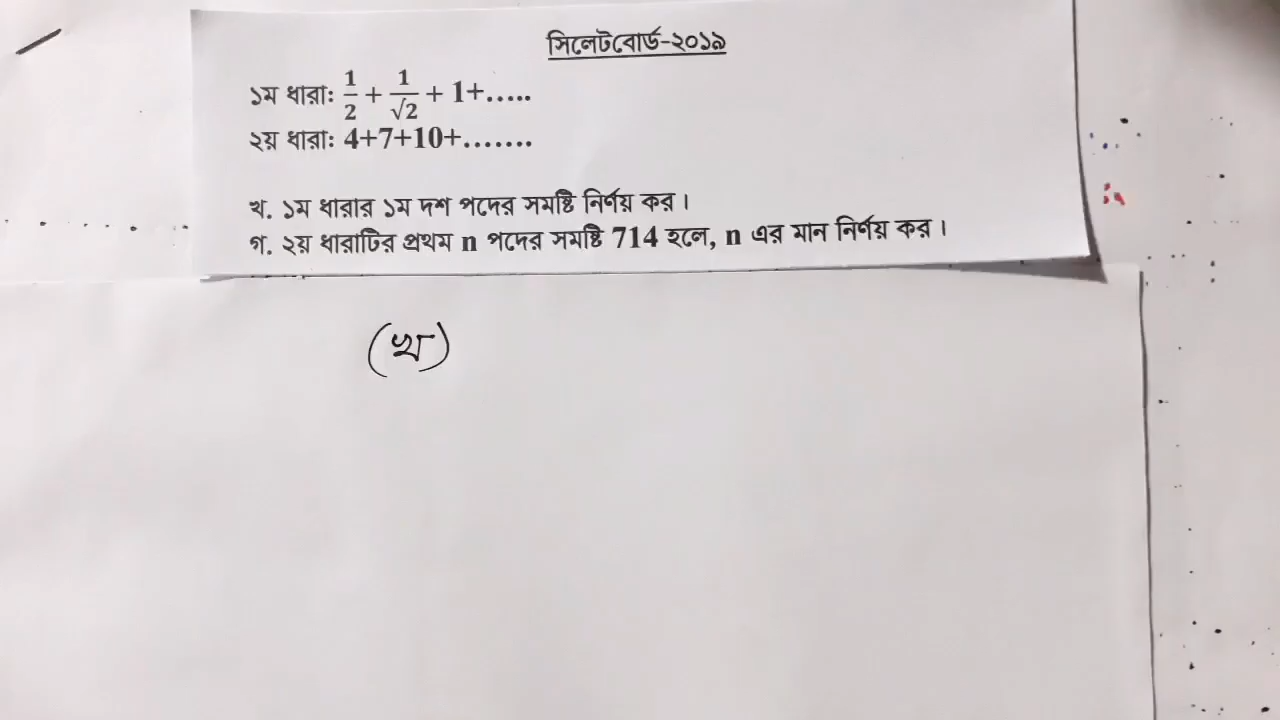 সিলেটবোর্ড-২০১৯
১ম ধারাঃ 1/2 + 1/√2 + 1+.....
২য় ধারাঃ 4+7+10+.......
খ. ১ম ধারার ১ম দশ পদের সমষ্টি নির্ণয় কর।
গ. ২য় ধারাটির প্রথম n পদের সমষ্টি 714 হলে, n এর মান নির্ণয় কর।
(খ)